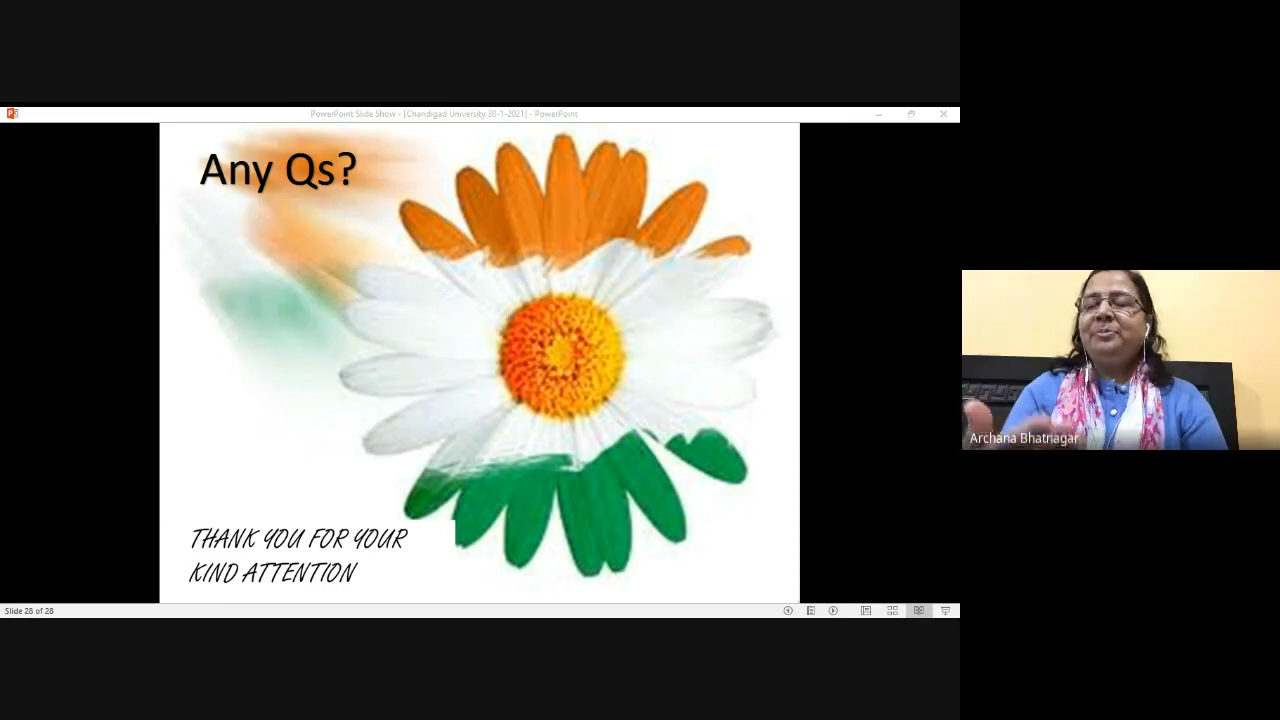 PowerPoint Slide Show - [Chandigad University 30-1-2021] - PowerPoint
Any Qs?
THANK YOU FOR YOUR
KIND ATTENTION
Archana Bhatnagar
Slide 28 of 28